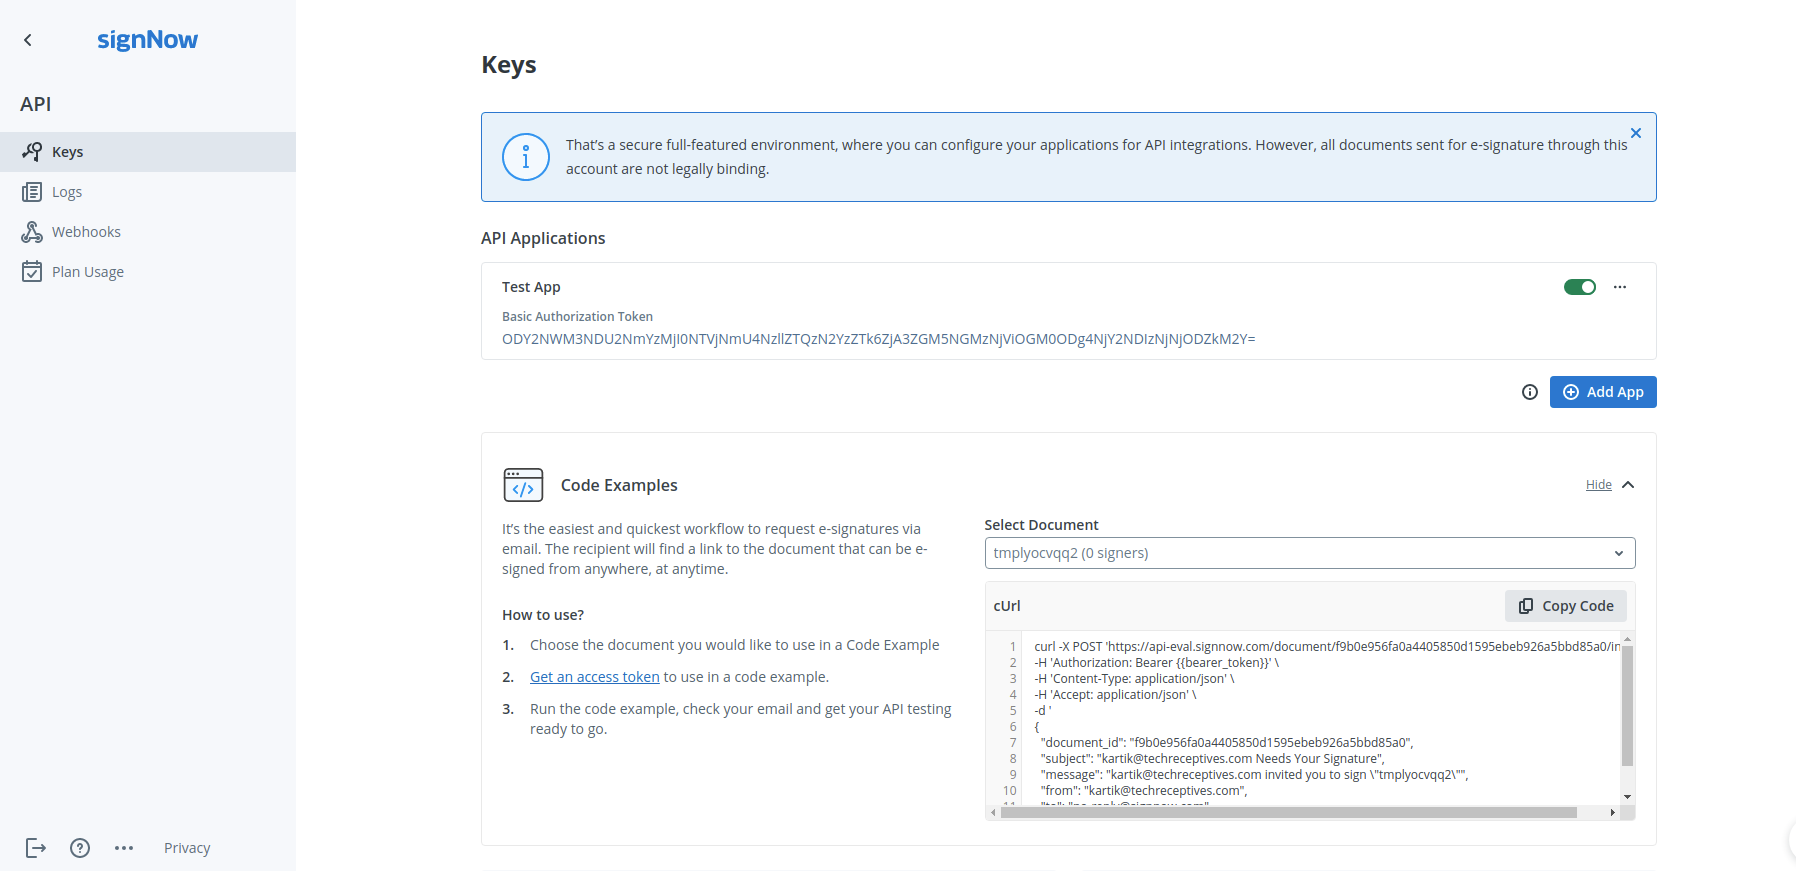 signNow
API
Keys
Logs
Webhooks
Plan Usage
Privacy
Keys
That's a secure full-featured environment, where you can configure your applications for API integrations. However, all documents sent for e-signature through this
account are not legally binding.
API Applications
Test App
Basic Authorization Token
ODY2NWM3NDU2NmYzMjI0NTVjNmU4NzllZTQzN2YzZTk6ZjA3ZGM5NGMzNjViOGM0ODg4NjY2NDIzNjNjODZkM2Y=
Add App
Code Examples
Hide
It's the easiest and quickest workflow to request e-signatures via
email. The recipient will find a link to the document that can be e-
signed from anywhere, at anytime.
How to use?
1. Choose the document you would like to use in a Code Example
2. Get an access token to use in a code example.
3. Run the code example, check your email and get your API testing
ready to go.
Select Document
tmplyocvqq2 (0 signers)
cUrl
Copy Code
1 curl -X POST 'https://api-eval.signnow.com/document/f9b0e956fa0a4405850d1595ebeb926a5bbd85a0/in
2 -H 'Authorization: Bearer {{bearer_token}}' \
3 -H 'Content-Type: application/json' \
4 -H 'Accept: application/json' \
5 -d '
6 {
7 "document_id": "f9b0e956fa0a4405850d1595ebeb926a5bbd85a0",
8 "subject": "kartik@techreceptives.com Needs Your Signature",
9 "message": "kartik@techreceptives.com invited you to sign \"tmplyocvqq2\"",
10 "from": "kartik@techreceptives.com",
11 "to": "no-reply@signnow.com"